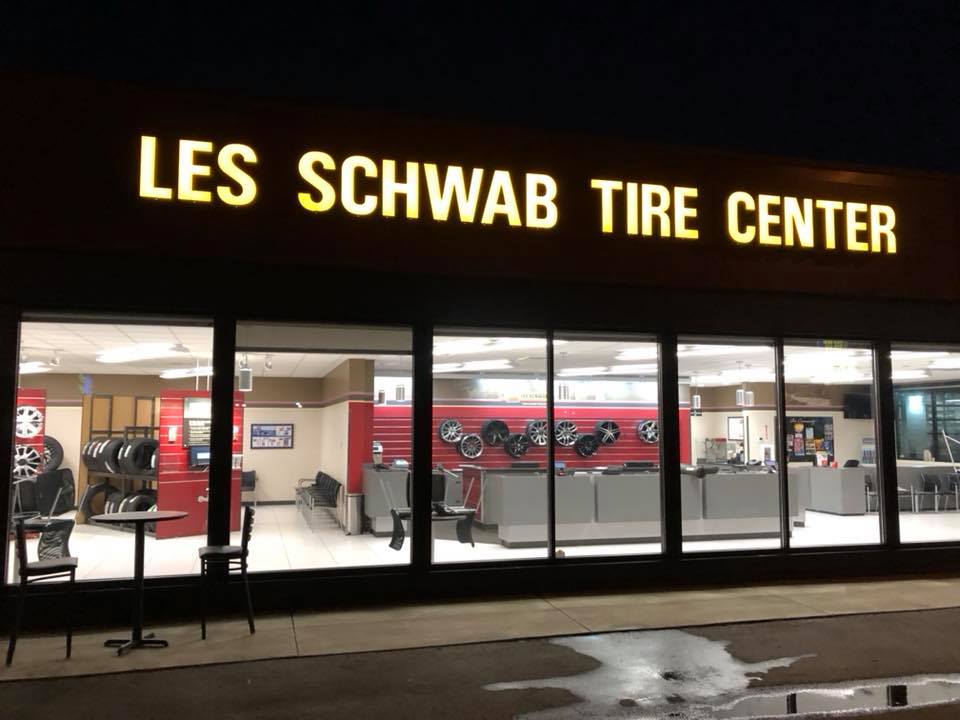 LES SCHWAB TIRE CENTER